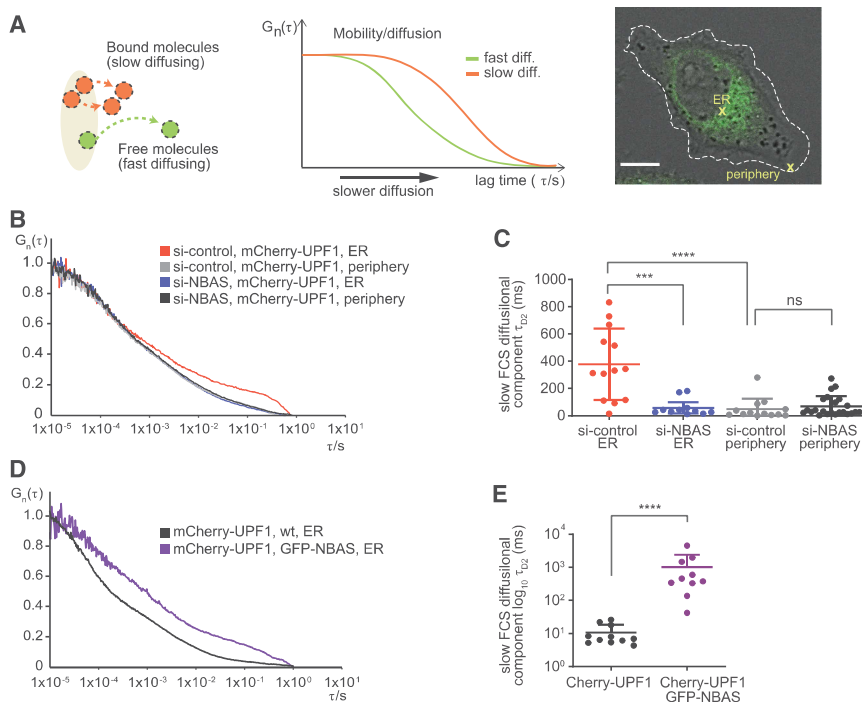 A
Bound molecules
(slow diffusing)
Free molecules
(fast diffusing)
Gn(τ)
Mobility/diffusion
fast diff.
slow diff.
slower diffusion
lag time ( τ/s)
ER
x
periphery
x
B
Gn(τ)
1.0
0.8
0.6
0.4
0.2
0
si-control, mCherry-UPF1, ER
si-control, mCherry-UPF1, periphery
si-NBAS, mCherry-UPF1, ER
si-NBAS, mCherry-UPF1, periphery
1x10-5 1x10-4 1x10-3 1x10-2 1x10-1 1x100 1x101
τ/s
C
slow FCS diffusilonal
component τD2 (ms)
1000
800
600
400
200
0
****
***
ns
si-control
ER
si-NBAS
ER
si-control
periphery
si-NBAS
periphery
D
Gn(τ)
1.0
0.8
0.6
0.4
0.2
0
mCherry-UPF1, wt, ER
mCherry-UPF1, GFP-NBAS, ER
1x10-5 1x10-4 1x10-3 1x10-2 1x10-1 1x100 1x101
τ/s
E
slow FCS diffusilonal
component log10 τD2 (ms)
104
103
102
101
100
****
Cherry-UPF1
Cherry-UPF1
GFP-NBAS